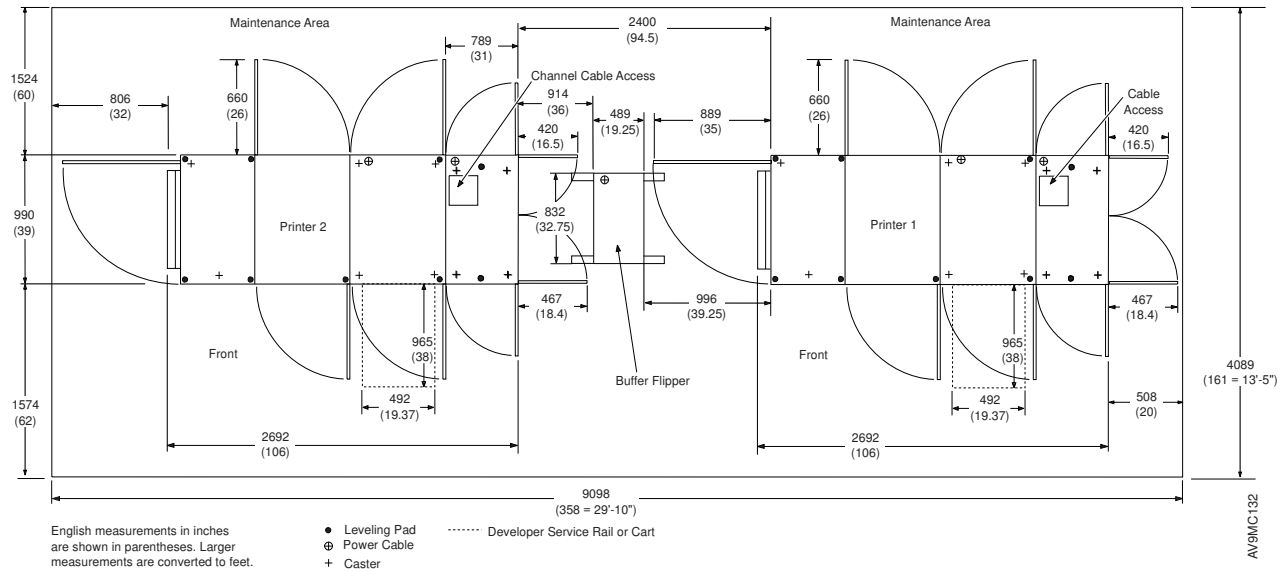 Maintenance Area
2400
(94.5)
Maintenance Area
789
(31)
1524
(60)
806
(32)
660
(26)
Channel Cable Access
914
(36)
489
(19.25)
889
(35)
660
(26)
Cable
Access
420
(16.5)
420
(16.5)
990
(39)
Printer 2
832
(32.75)
Printer 1
467
(18.4)
996
(39.25)
467
(18.4)
Front
965
(38)
Buffer Flipper
Front
965
(38)
4089
(161 = 13'-5")
1574
(62)
492
(19.37)
492
(19.37)
508
(20)
2692
(106)
2692
(106)
9098
(358 = 29'-10")
English measurements in inches
are shown in parentheses. Larger
measurements are converted to feet.
Leveling Pad
Power Cable
Caster
Developer Service Rail or Cart
AV9MC132